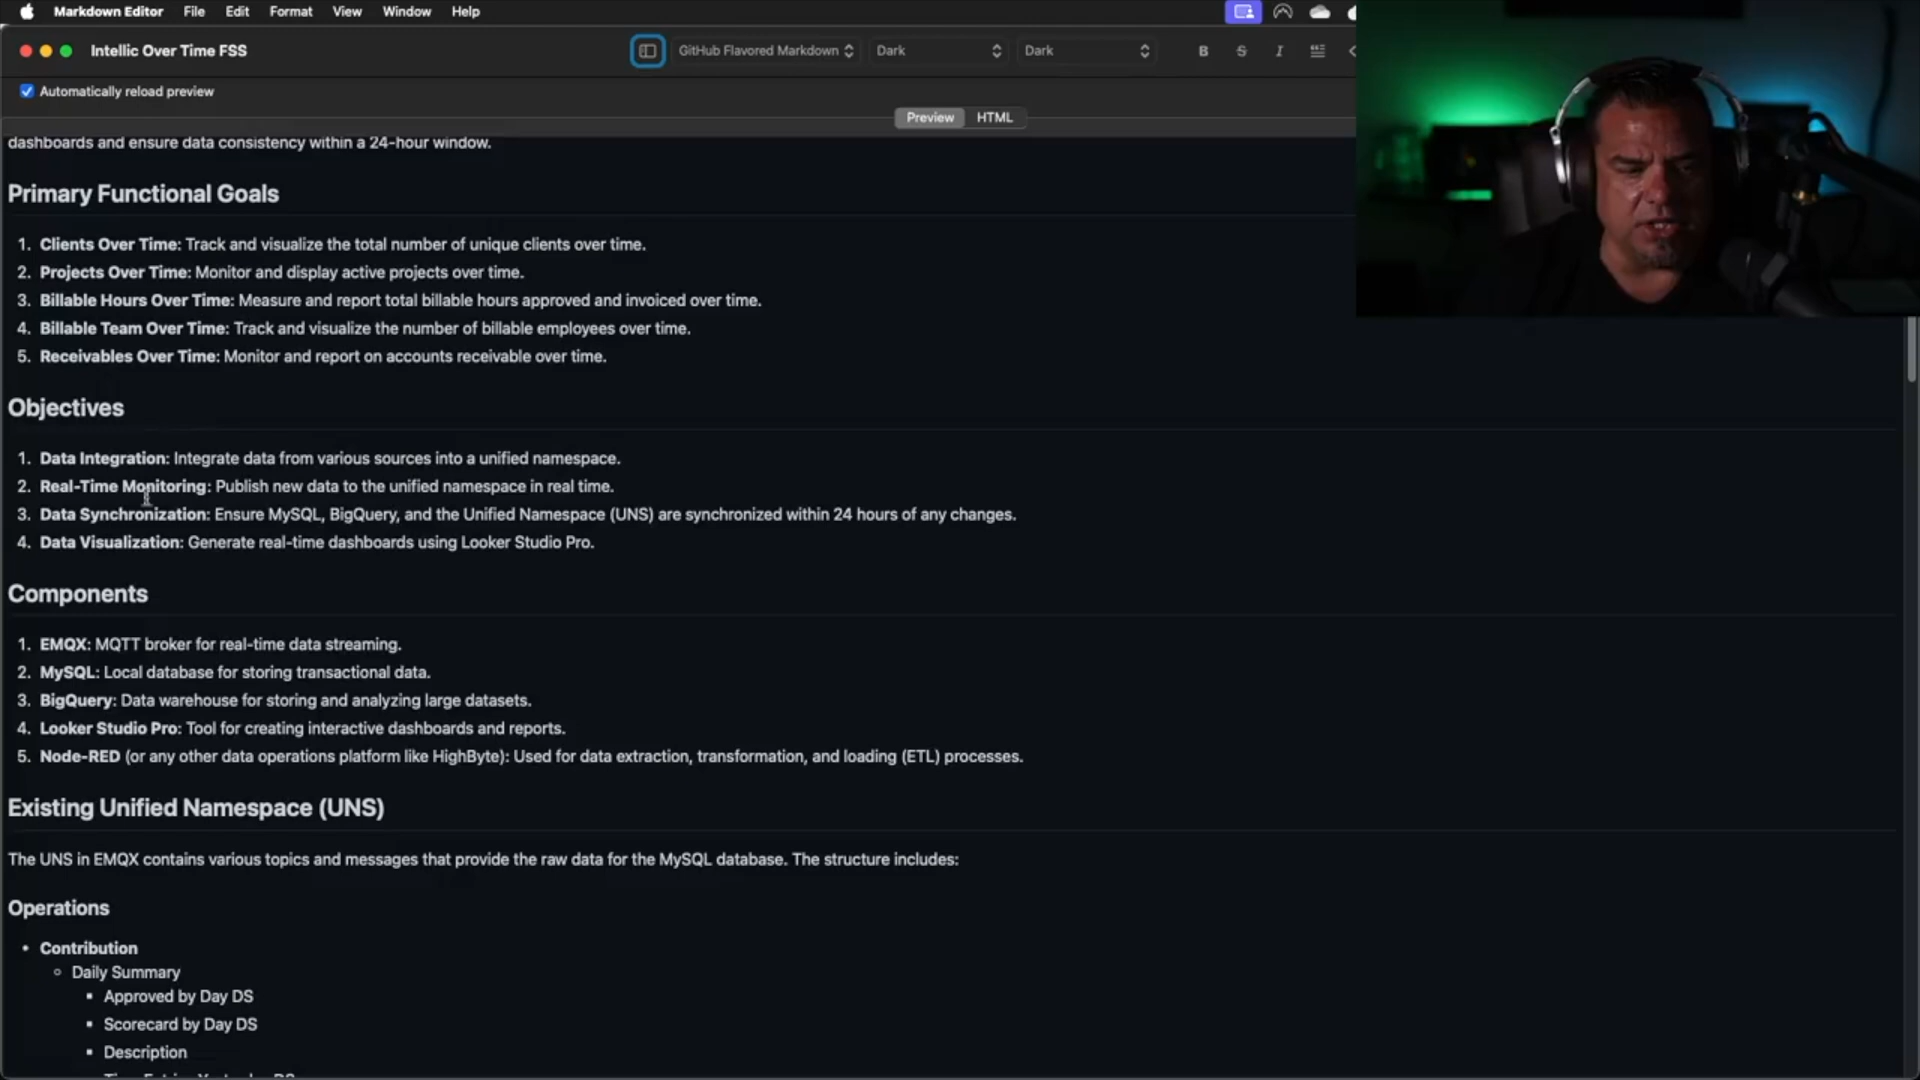 Markdown Editor File Edit Format View Window Help
Intellic Over Time FSS
GitHub Flavored Markdown Dark Dark B S I
Automatically reload preview
Preview HTML
dashboards and ensure data consistency within a 24-hour window.
Primary Functional Goals
1. Clients Over Time: Track and visualize the total number of unique clients over time.
2. Projects Over Time: Monitor and display active projects over time.
3. Billable Hours Over Time: Measure and report total billable hours approved and invoiced over time.
4. Billable Team Over Time: Track and visualize the number of billable employees over time.
5. Receivables Over Time: Monitor and report on accounts receivable over time.
Objectives
1. Data Integration: Integrate data from various sources into a unified namespace.
2. Real-Time Monitoring: Publish new data to the unified namespace in real time.
3. Data Synchronization: Ensure MySQL, BigQuery, and the Unified Namespace (UNS) are synchronized within 24 hours of any changes.
4. Data Visualization: Generate real-time dashboards using Looker Studio Pro.
Components
1. EMQX: MQTT broker for real-time data streaming.
2. MySQL: Local database for storing transactional data.
3. BigQuery: Data warehouse for storing and analyzing large datasets.
4. Looker Studio Pro: Tool for creating interactive dashboards and reports.
5. Node-RED (or any other data operations platform like HighByte): Used for data extraction, transformation, and loading (ETL) processes.
Existing Unified Namespace (UNS)
The UNS in EMQX contains various topics and messages that provide the raw data for the MySQL database. The structure includes:
Operations
• Contribution
◦ Daily Summary
▪ Approved by Day DS
▪ Scorecard by Day DS
▪ Description